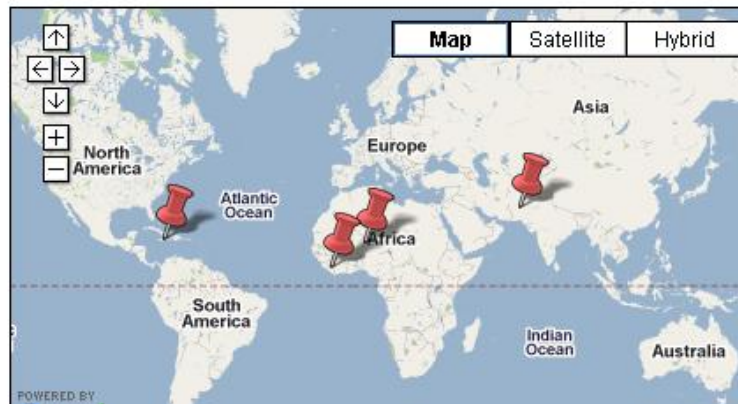 Map
Satellite
Hybrid
Asia
Europe
North
America
Atlantic
Ocean
Africa
South
America
Indian
Ocean
Australia
POWERED BY